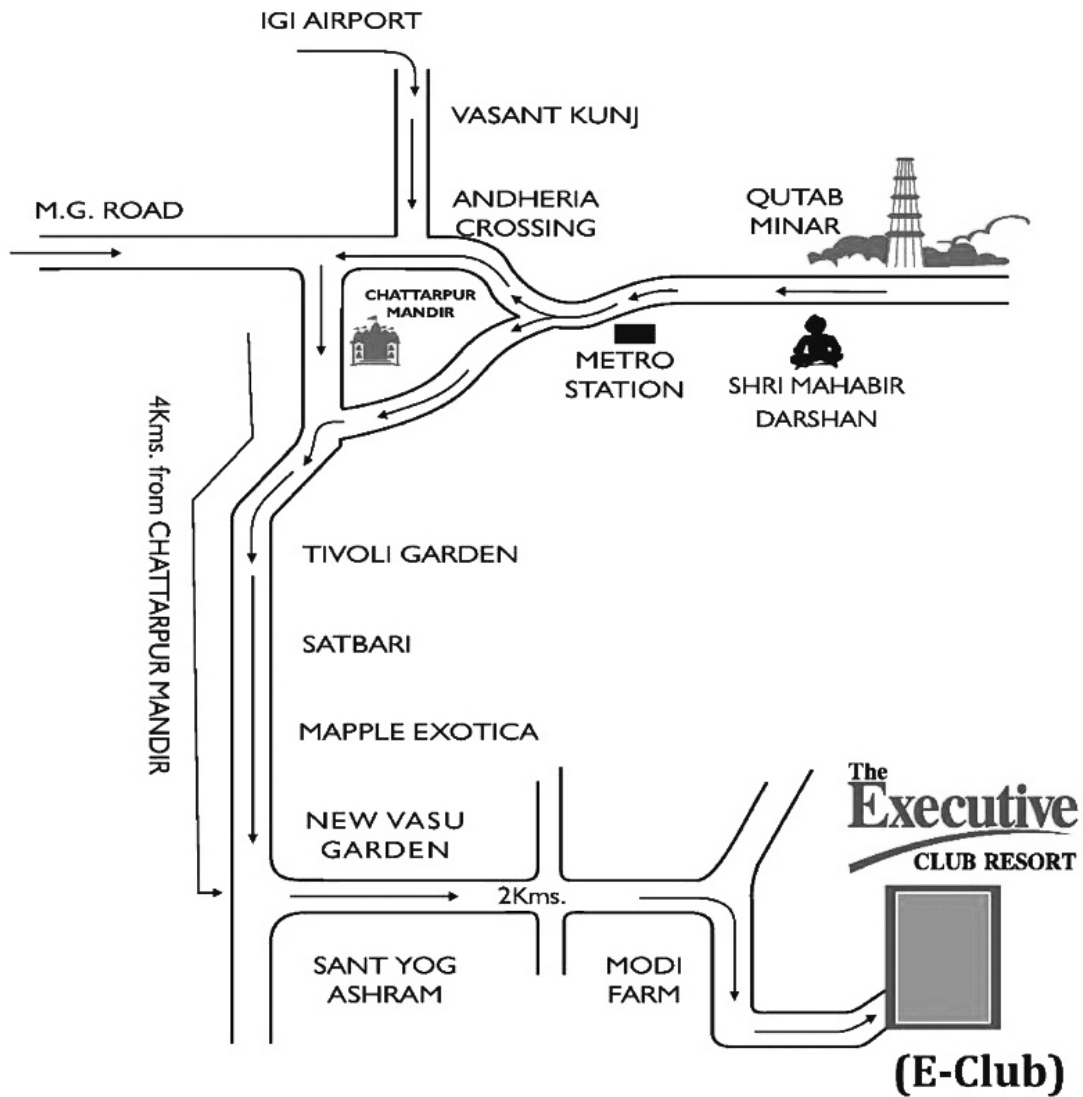 IGI AIRPORT
VASANT KUNJ
M.G. ROAD
ANDHERIA
CROSSING
QUTAB
MINAR
CHATTARPUR
MANDIR
METRO
STATION
SHRI MAHABIR
DARSHAN
4Kms. from CHATTARPUR MANDIR
TIVOLI GARDEN
SATBARI
MAPPLE EXOTICA
NEW VASU
GARDEN
The
Executive
CLUB RESORT
2Kms.
SANT YOG
ASHRAM
MODI
FARM
(E-Club)